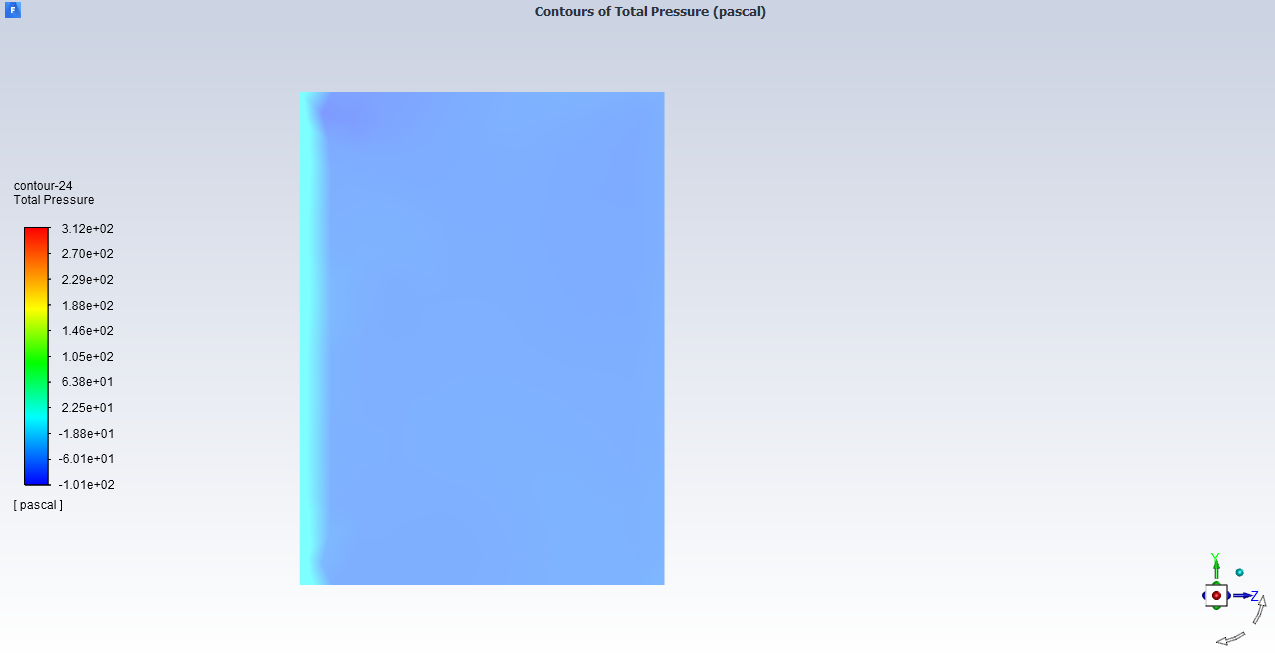 F
Contours of Total Pressure (pascal)
contour-24
Total Pressure
3.12e+02
2.70e+02
2.29e+02
1.88e+02
1.46e+02
1.05e+02
6.38e+01
2.25e+01
-1.88e+01
-6.01e+01
-1.01e+02
[ pascal ]
Y
Z